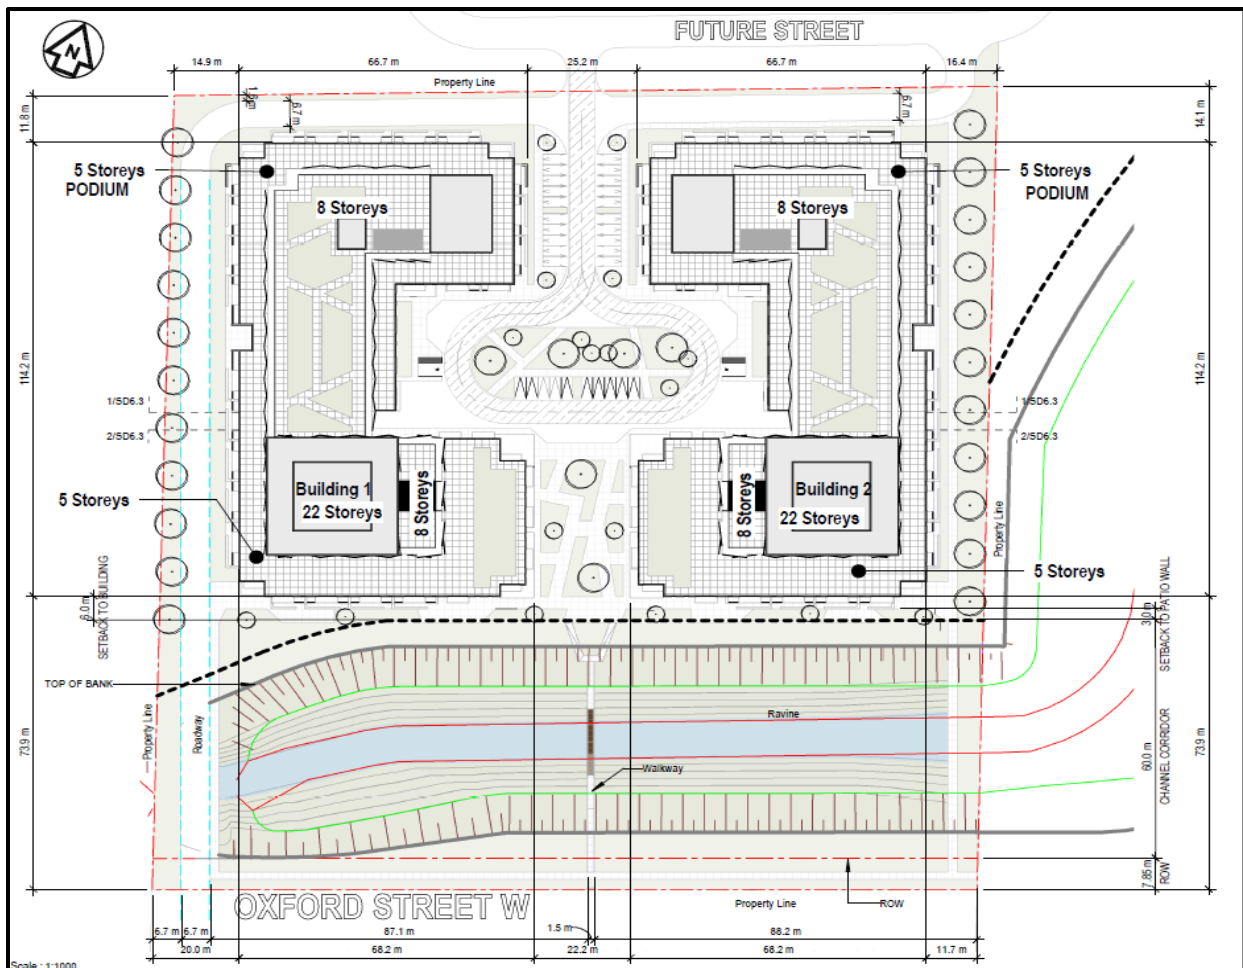 FUTURE STREET
N
14.9 m
66.7 m
25.2 m
66.7 m
16.4 m
Property Line
1.6m
6.7 m
6.7 m
11.8 m
14.1 m
5 Storeys
PODIUM
8 Storeys
8 Storeys
5 Storeys
PODIUM
114.2 m
114.2 m
1/5D6.3
2/5D6.3
1/5D6.3
2/5D6.3
5 Storeys
Building 1
22 Storeys
8 Storeys
8 Storeys
Building 2
22 Storeys
Property Line
5 Storeys
6.0 m
SETBACK TO BUILDING
3.0 m
SETBACK TO PATIO WALL
TOP OF BANK
Property Line
Roadway
Ravine
Walkway
73.9 m
60.0 m
CHANNEL CORRIDOR
73.9 m
7.85 m
ROW
OXFORD STREET W
Property Line
ROW
6.7 m
6.7 m
87.1 m
1.5 m
88.2 m
20.0 m
68.2 m
22.2 m
68.2 m
11.7 m
Scale : 1:1000